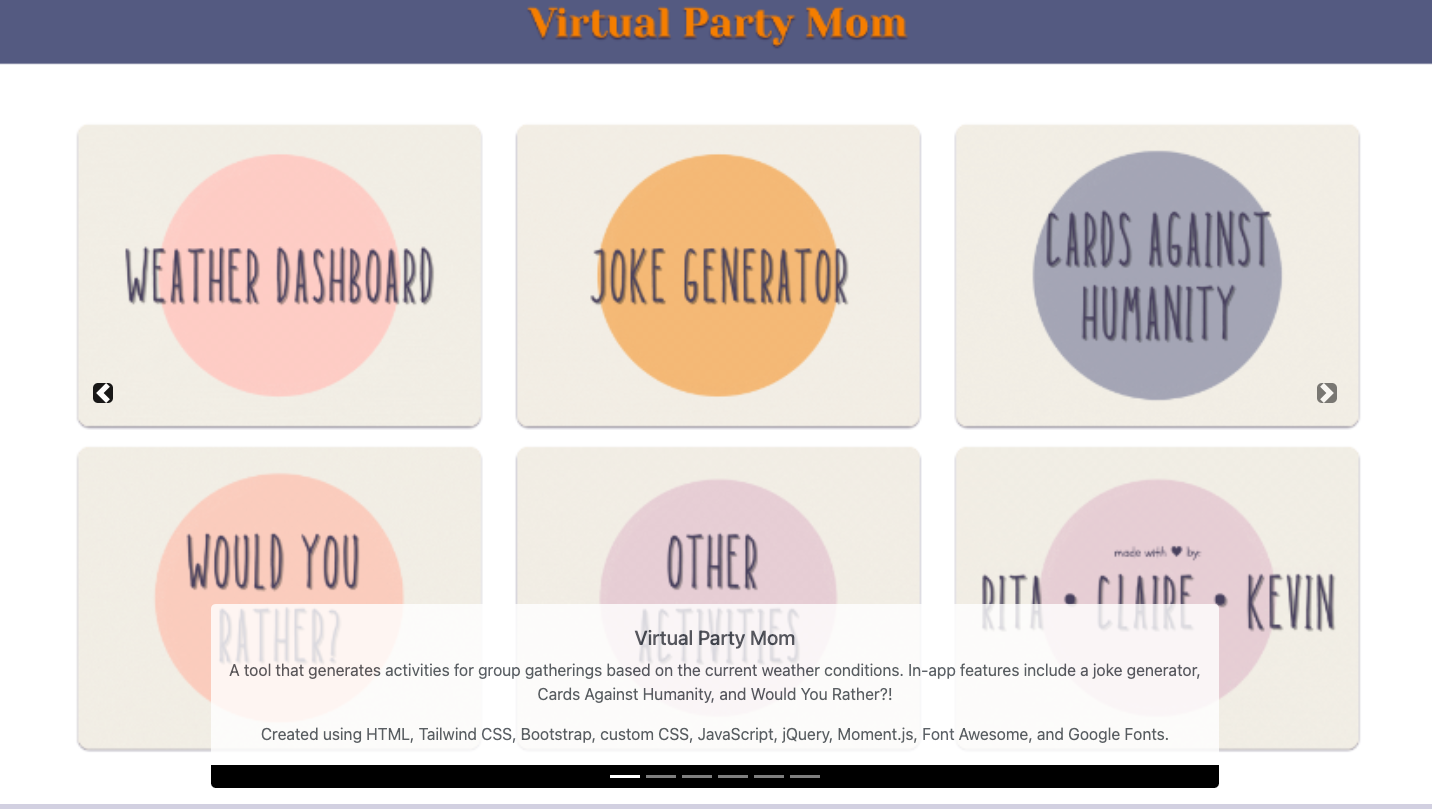 Virtual Party Mom
WEATHER DASHBOARD
JOKE GENERATOR
CARDS AGAINST
HUMANITY
WOULD YOU
RATHER?
OTHER
ACTIVITIES
made with ♥ by:
RITA • CLAIRE • KEVIN
Virtual Party Mom
A tool that generates activities for group gatherings based on the current weather conditions. In-app features include a joke generator,
Cards Against Humanity, and Would You Rather?!
Created using HTML, Tailwind CSS, Bootstrap, custom CSS, JavaScript, jQuery, Moment.js, Font Awesome, and Google Fonts.